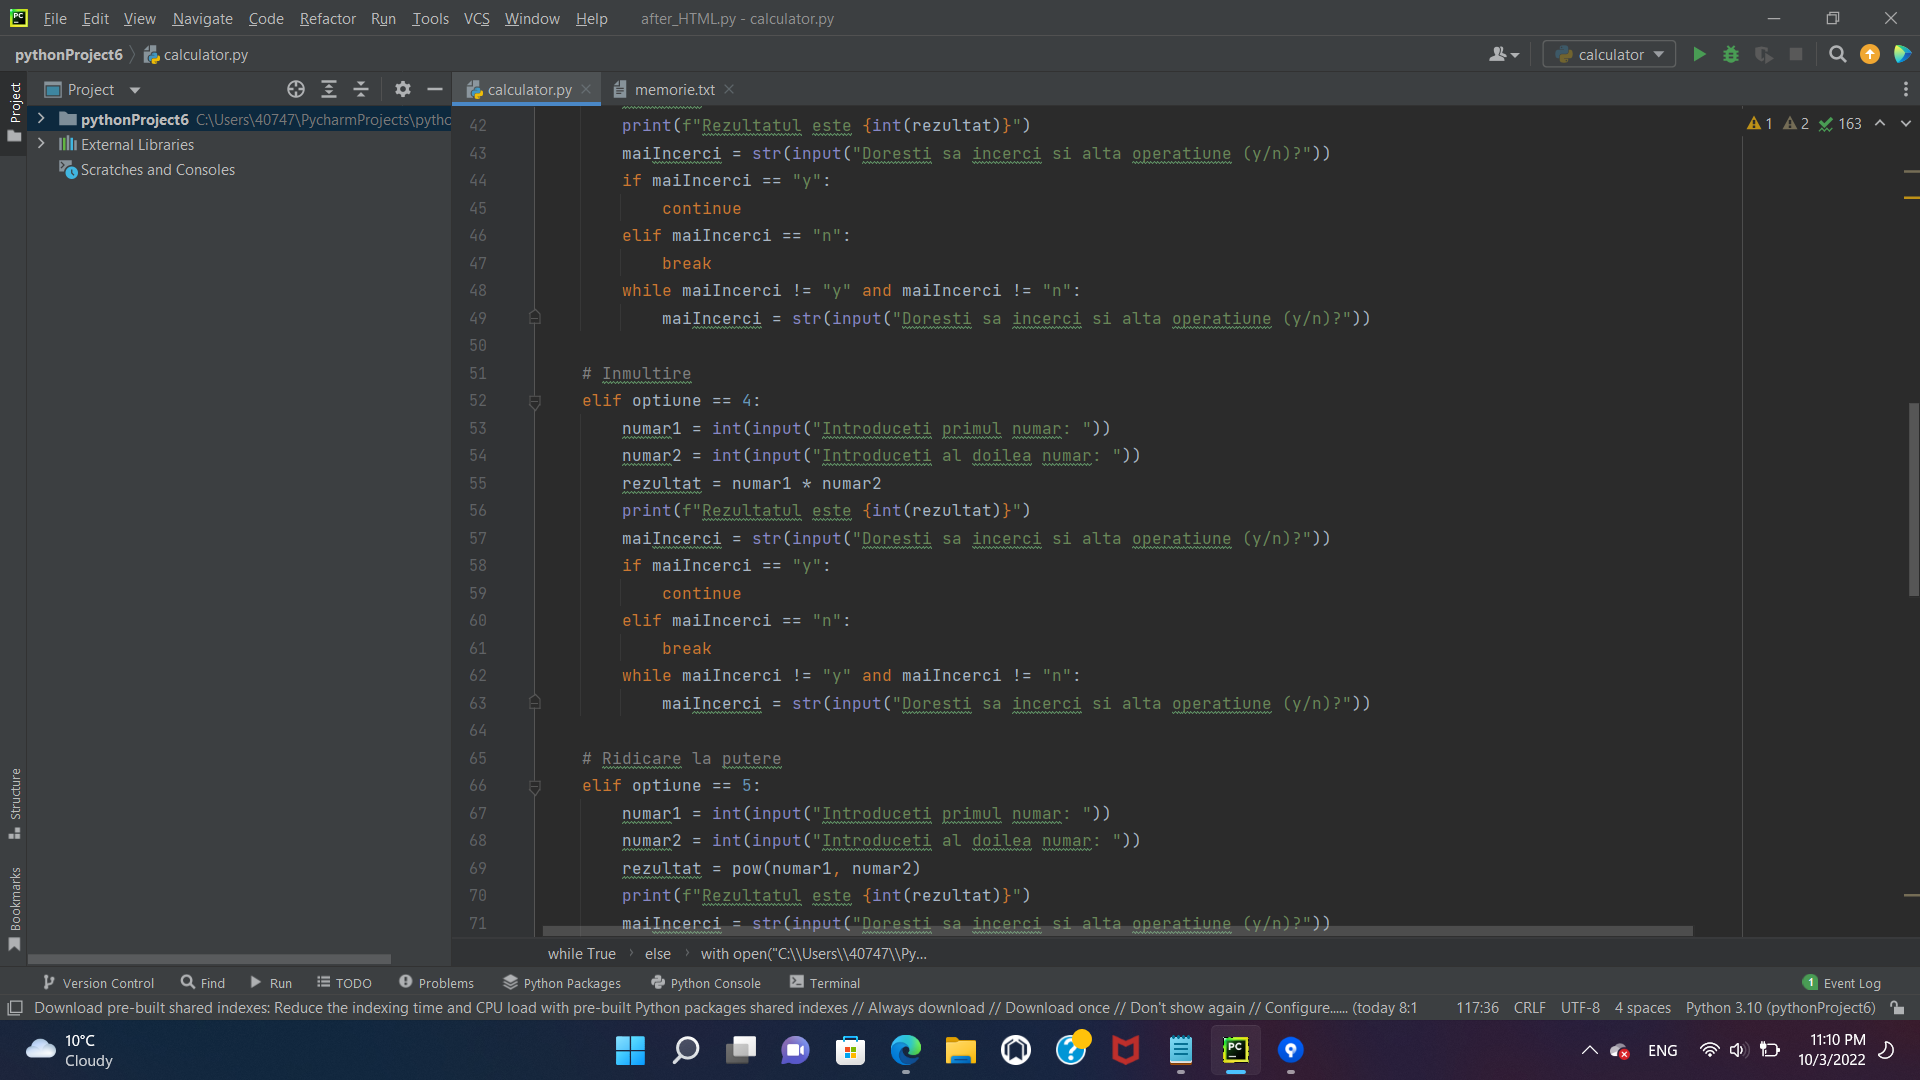 File Edit View Navigate Code Refactor Run Tools VCS Window Help after_HTML.py - calculator.py
pythonProject6 calculator.py calculator
Project
Project
calculator.py memorie.txt
pythonProject6 C:\Users\40747\PycharmProjects\pytho
External Libraries
Scratches and Consoles
1 2 163
42 print(f"Rezultatul este {int(rezultat)}")
43 maiIncerci = str(input("Doresti sa incerci si alta operatiune (y/n)?"))
44 if maiIncerci == "y":
45 continue
46 elif maiIncerci == "n":
47 break
48 while maiIncerci != "y" and maiIncerci != "n":
49 maiIncerci = str(input("Doresti sa incerci si alta operatiune (y/n)?"))
50
51 # Inmultire
52 elif optiune == 4:
53 numar1 = int(input("Introduceti primul numar: "))
54 numar2 = int(input("Introduceti al doilea numar: "))
55 rezultat = numar1 * numar2
56 print(f"Rezultatul este {int(rezultat)}")
57 maiIncerci = str(input("Doresti sa incerci si alta operatiune (y/n)?"))
58 if maiIncerci == "y":
59 continue
60 elif maiIncerci == "n":
61 break
62 while maiIncerci != "y" and maiIncerci != "n":
63 maiIncerci = str(input("Doresti sa incerci si alta operatiune (y/n)?"))
64
65 # Ridicare la putere
66 elif optiune == 5:
67 numar1 = int(input("Introduceti primul numar: "))
68 numar2 = int(input("Introduceti al doilea numar: "))
69 rezultat = pow(numar1, numar2)
70 print(f"Rezultatul este {int(rezultat)}")
71 maiIncerci = str(input("Doresti sa incerci si alta operatiune (y/n)?"))
Structure
Bookmarks
while True else with open("C:\\Users\\40747\\Py...
Version Control Find Run TODO Problems Python Packages Python Console Terminal 1 Event Log
Download pre-built shared indexes: Reduce the indexing time and CPU load with pre-built Python packages shared indexes // Always download // Download once // Don't show again // Configure...... (today 8:1 117:36 CRLF UTF-8 4 spaces Python 3.10 (pythonProject6)
10°C
Cloudy
PC
ENG
11:10 PM
10/3/2022